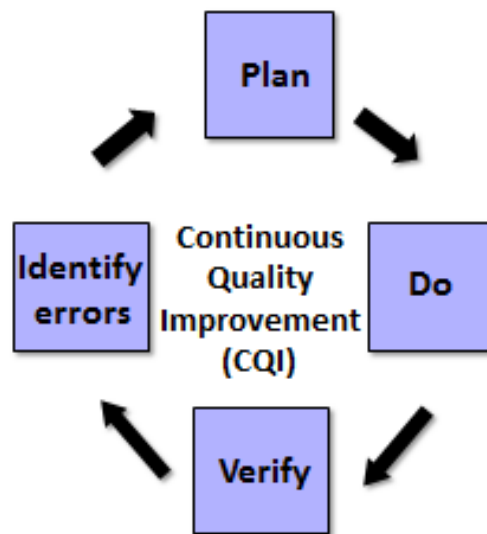 Plan
Identify
errors
Continuous
Quality
Improvement
(CQI)
Do
Verify